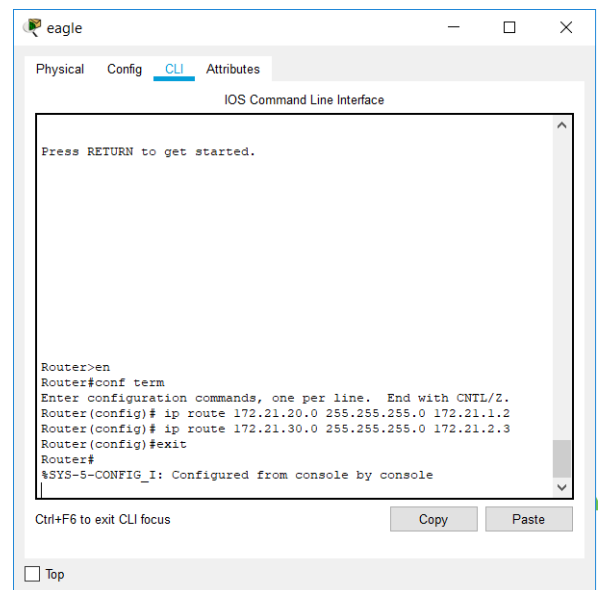 eagle
Physical Config CLI Attributes
IOS Command Line Interface
Press RETURN to get started.
Router>en
Router#conf term
Enter configuration commands, one per line.  End with CNTL/Z.
Router(config)# ip route 172.21.20.0 255.255.255.0 172.21.1.2
Router(config)# ip route 172.21.30.0 255.255.255.0 172.21.2.3
Router(config)#exit
Router#
%SYS-5-CONFIG_I: Configured from console by console
Ctrl+F6 to exit CLI focus
Copy Paste
Top